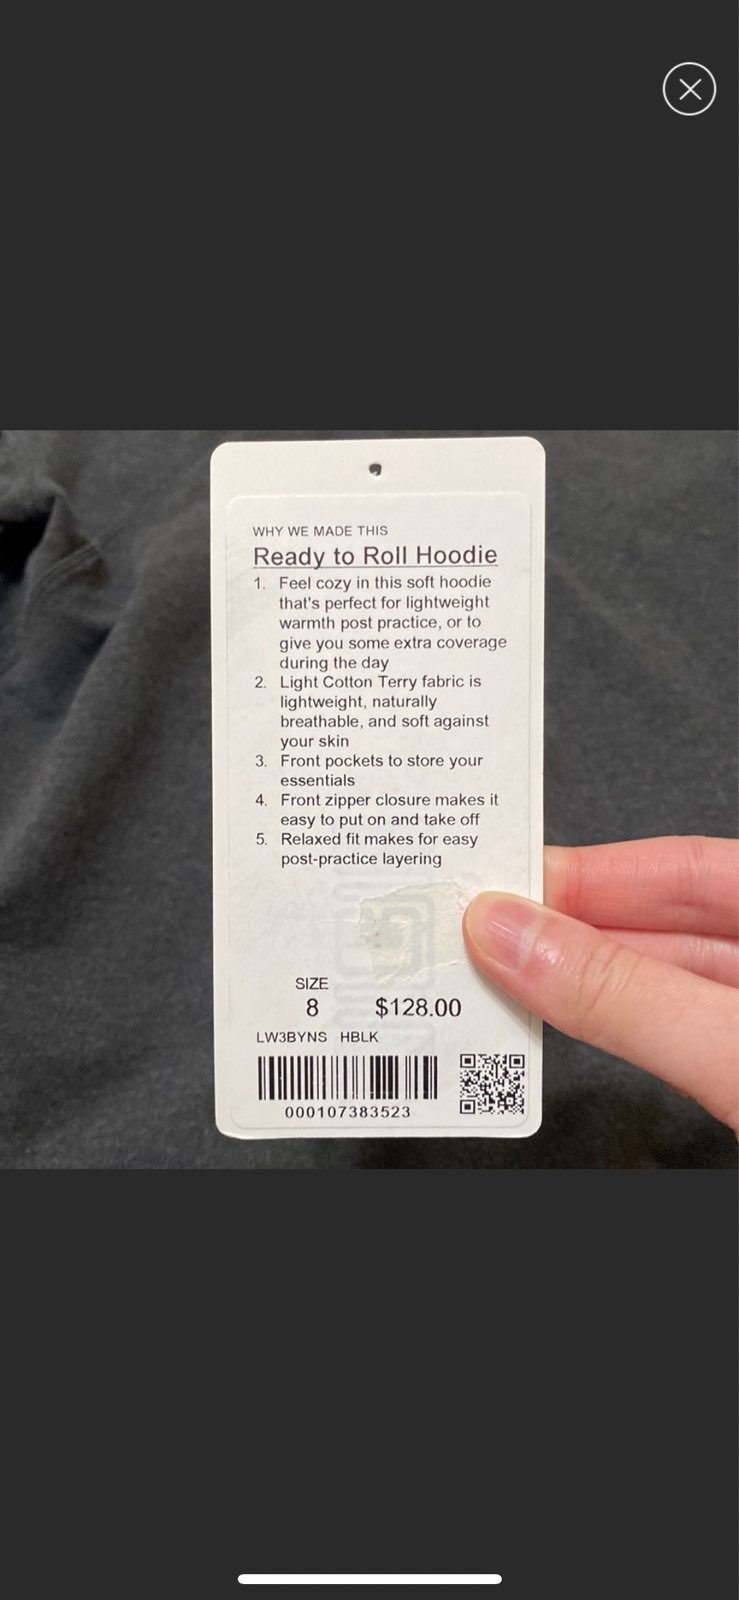 WHY WE MADE THIS
Ready to Roll Hoodie
1. Feel cozy in this soft hoodie
that's perfect for lightweight
warmth post practice, or to
give you some extra coverage
during the day
2. Light Cotton Terry fabric is
lightweight, naturally
breathable, and soft against
your skin
3. Front pockets to store your
essentials
4. Front zipper closure makes it
easy to put on and take off
5. Relaxed fit makes for easy
post-practice layering
SIZE
8 $128.00
LW3BYNS HBLK
000107383523